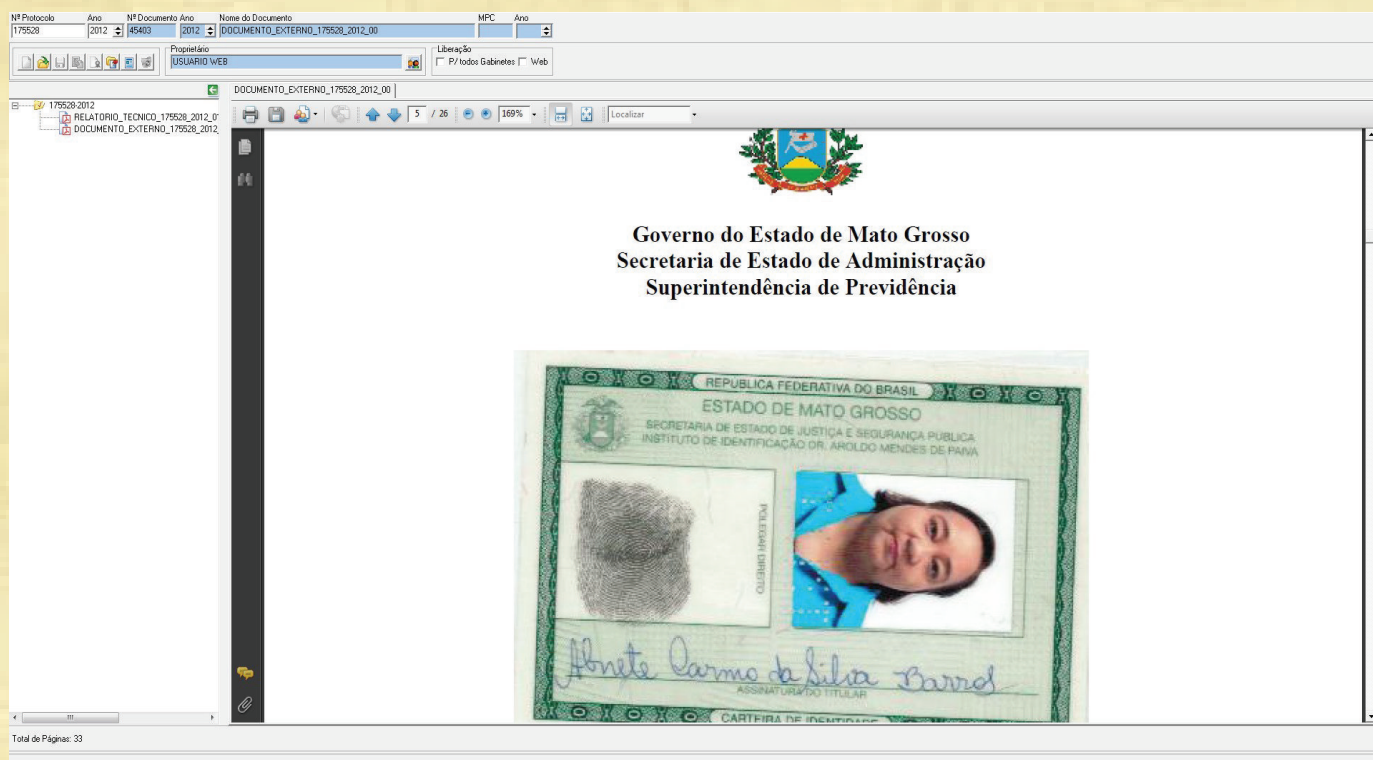 Nº Protocolo Ano Nº Documento Ano Nome do Documento MPC Ano
175528 2012 45403 2012 DOCUMENTO_EXTERNO_175528_2012_00
Proprietário Liberação
USUARIO WEB P/ todos Gabinetes Web
DOCUMENTO_EXTERNO_175528_2012_00
175528-2012
RELATORIO_TECNICO_175528_2012_0
DOCUMENTO_EXTERNO_175528_2012_
5 / 26 169% Localizar
Governo do Estado de Mato Grosso
Secretaria de Estado de Administração
Superintendência de Previdência
REPÚBLICA FEDERATIVA DO BRASIL
ESTADO DE MATO GROSSO
SECRETARIA DE ESTADO DE JUSTIÇA E SEGURANÇA PÚBLICA
INSTITUTO DE IDENTIFICAÇÃO DR. AROLDO MENDES DE PAIVA
POLEGAR DIREITO
Abnete Carmo da Silva Barros
ASSINATURA DO TITULAR
CARTEIRA DE IDENTIDADE
Total de Páginas: 33